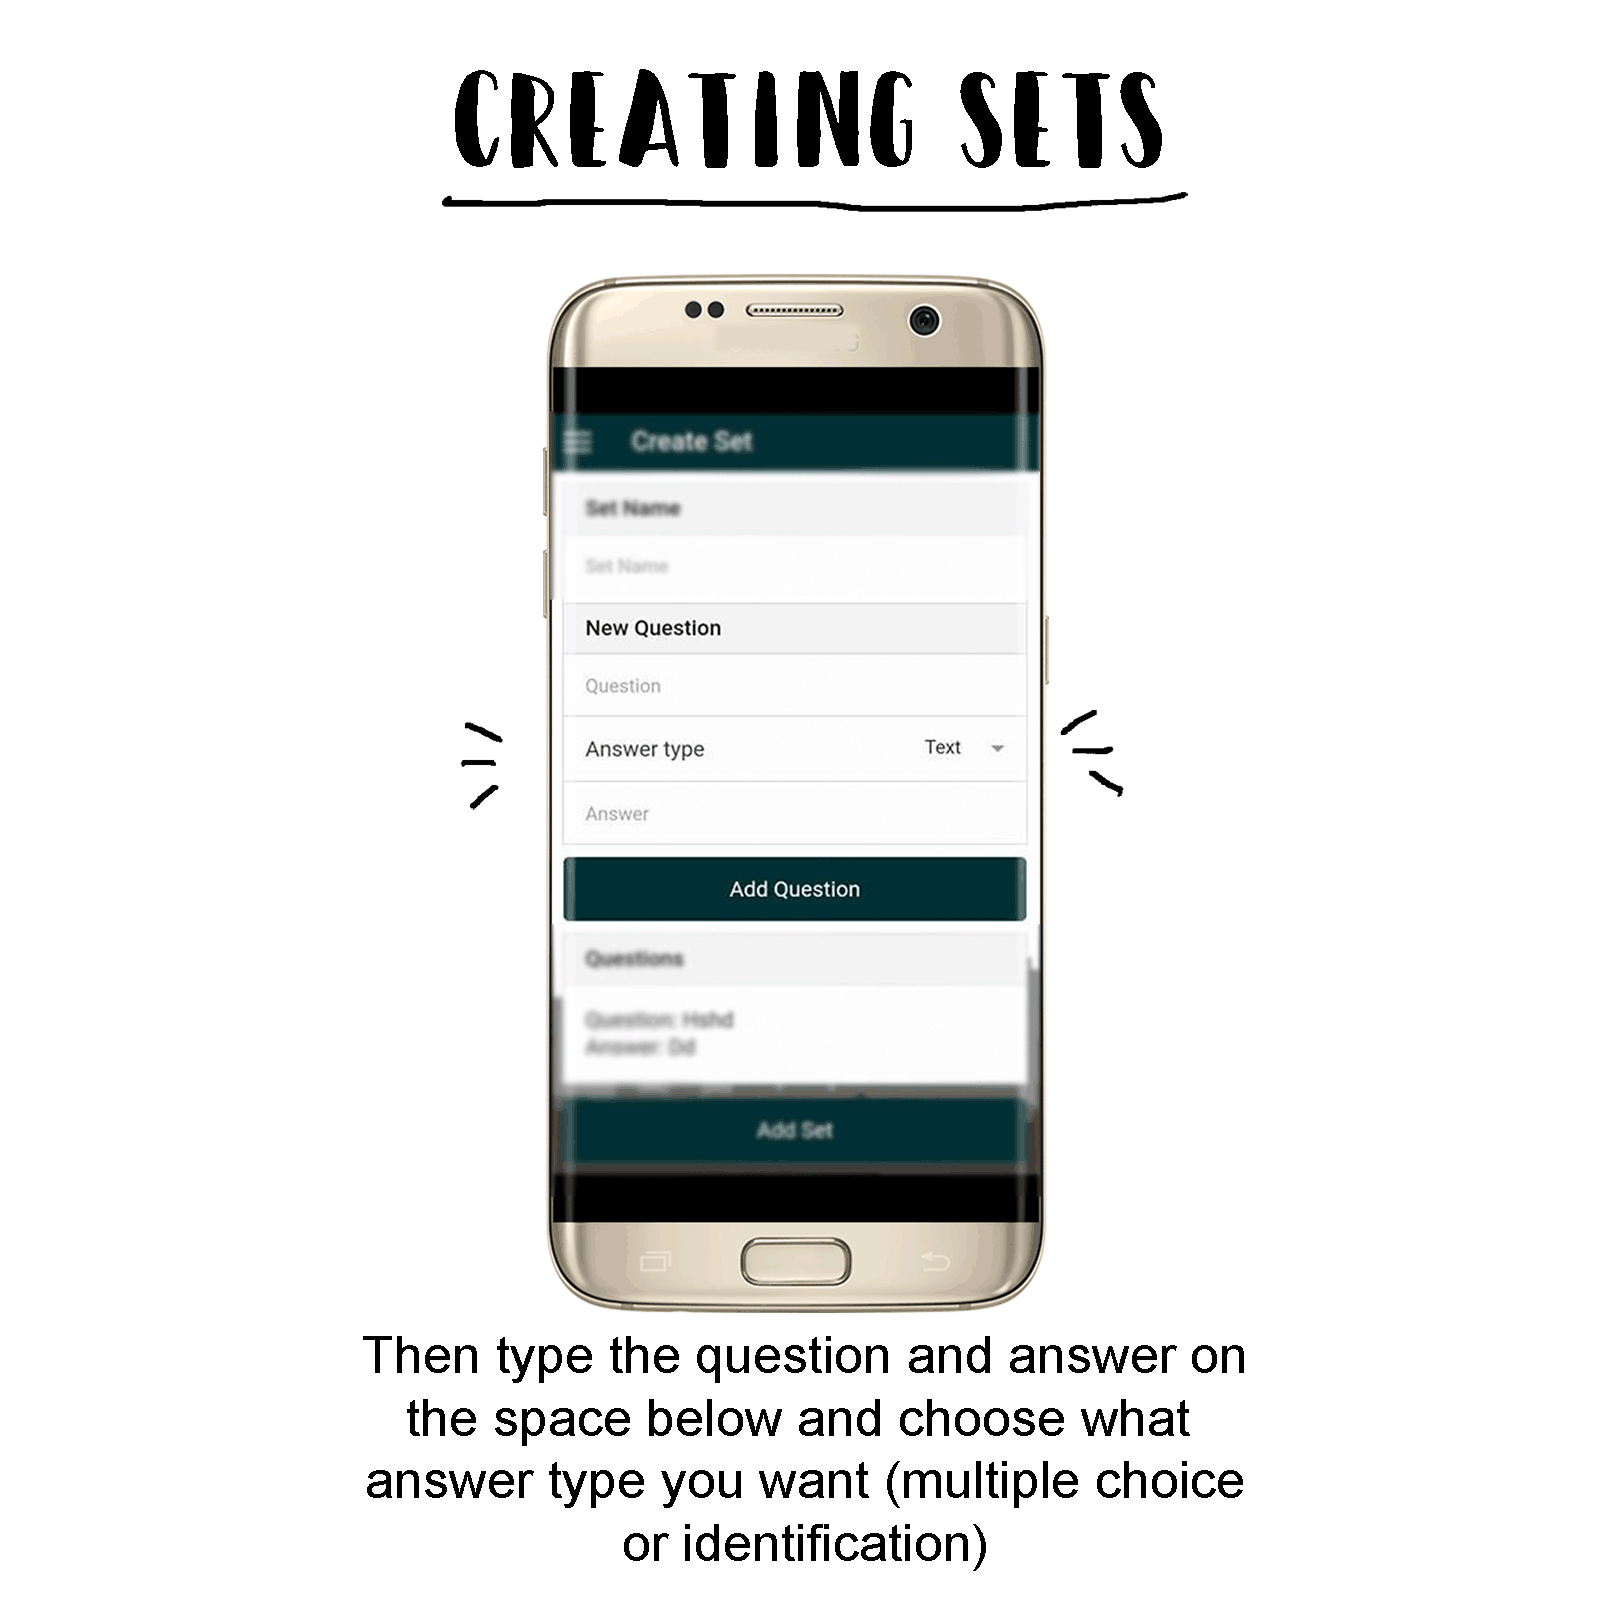 CREATING SETS
Create Set
Set Name
Set Name
New Question
Question
Answer type Text
Answer
Add Question
Questions
Question: Hshd
Answer: Dd
Add Set
Then type the question and answer on
the space below and choose what
answer type you want (multiple choice
or identification)